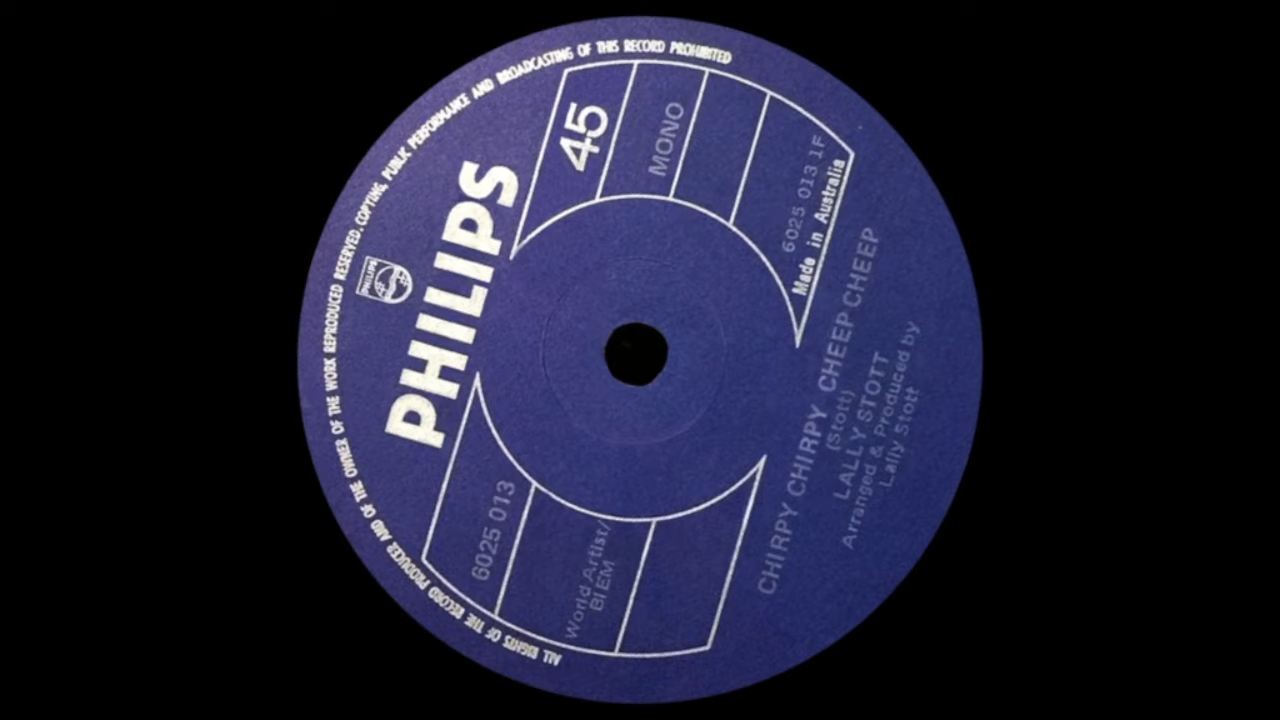 ALL RIGHTS OF THE RECORD PRODUCER AND OF THE OWNER OF THE WORK REPRODUCED RESERVED. COPYING, PUBLIC PERFORMANCE AND BROADCASTING OF THIS RECORD PROHIBITED
PHILIPS
PHILIPS
45
MONO
6025 013 1F
Made in Australia
6025 013
World Artist/
BIEM
CHIRPY CHIRPY CHEEP CHEEP
(Stott)
LALLY STOTT
Arranged & Produced by
Lally Stott